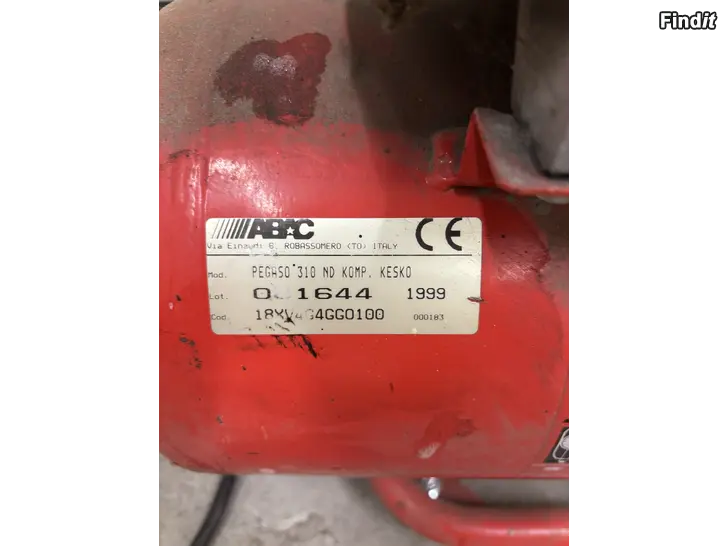 Findit
ABAC CE
Via Einaudi 6, ROBASSOMERO (TO) ITALY
Mod. PEGASO 310 ND KOMP. KESKO
Lot. 1644 1999
Cod. 000183